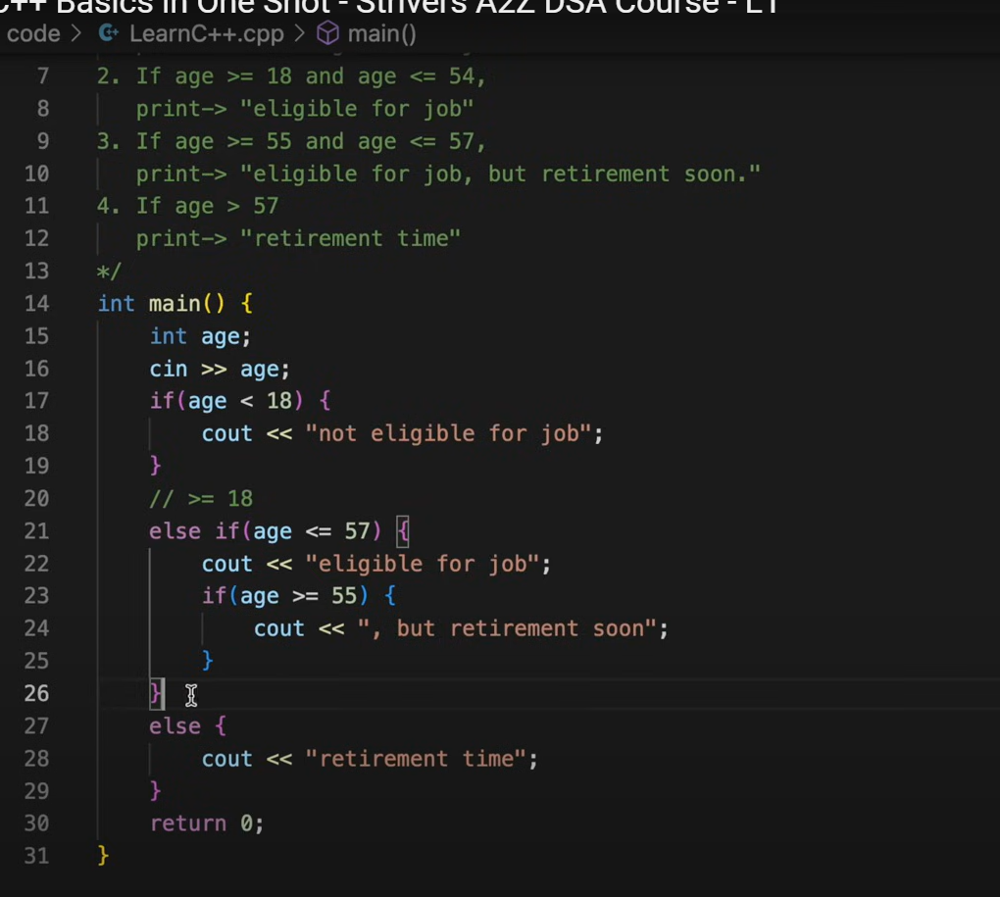 C++ Basics in One Shot - Strivers A2Z DSA Course - L1
code > LearnC++.cpp > main()
7 2. If age >= 18 and age <= 54,
8 print-> "eligible for job"
9 3. If age >= 55 and age <= 57,
10 print-> "eligible for job, but retirement soon."
11 4. If age > 57
12 print-> "retirement time"
13 */
14 int main() {
15 int age;
16 cin >> age;
17 if(age < 18) {
18 cout << "not eligible for job";
19 }
20 // >= 18
21 else if(age <= 57) {
22 cout << "eligible for job";
23 if(age >= 55) {
24 cout << ", but retirement soon";
25 }
26 }
27 else {
28 cout << "retirement time";
29 }
30 return 0;
31 }